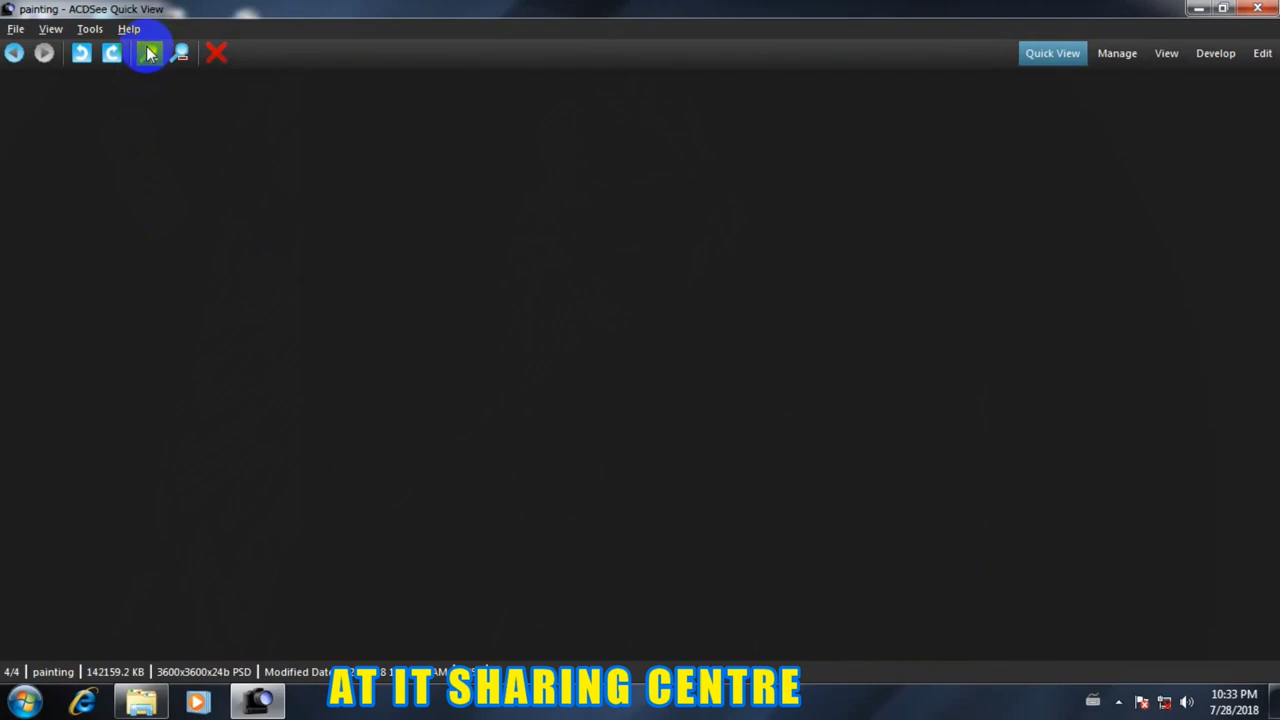 painting - ACDSee Quick View
File View Tools Help
Quick View Manage View Develop Edit
4/4 painting 142159.2 KB 3600x3600x24b PSD Modified Date
AT IT SHARING CENTRE
10:33 PM
7/28/2018